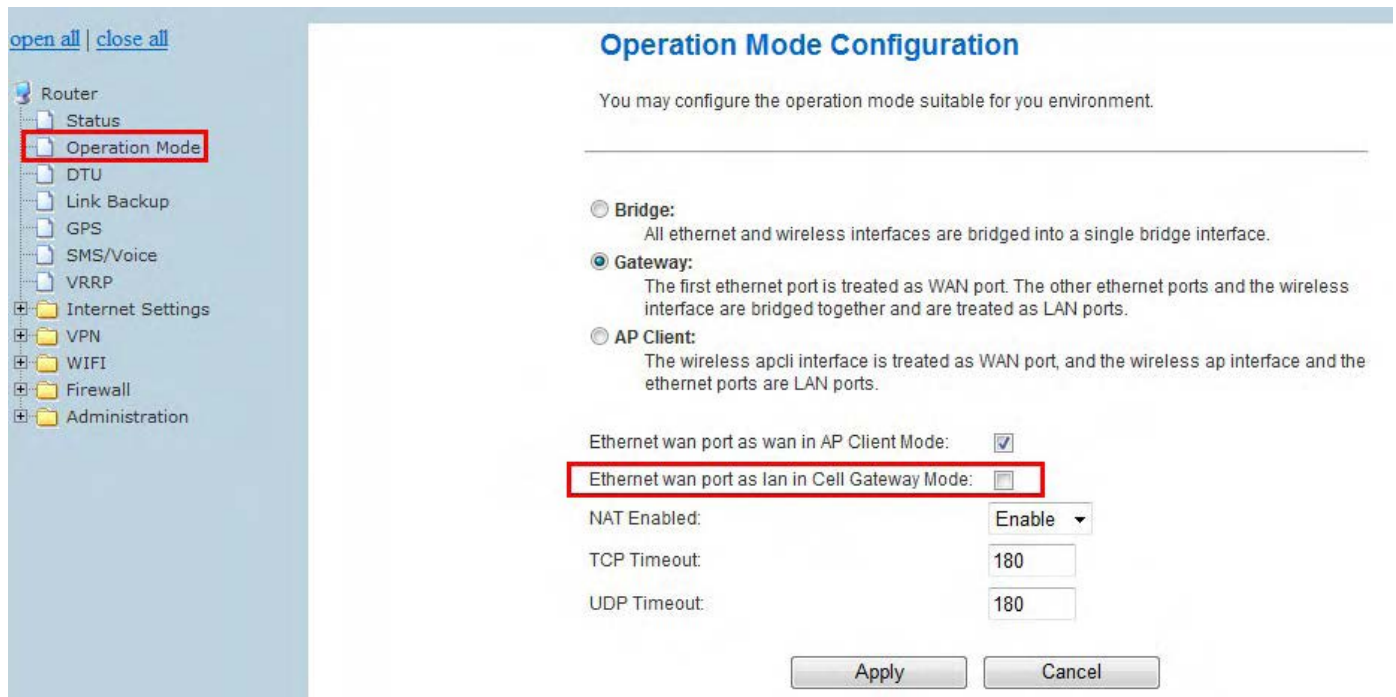 open all | close all
Router
Status
Operation Mode
DTU
Link Backup
GPS
SMS/Voice
VRRP
Internet Settings
VPN
WIFI
Firewall
Administration
Operation Mode Configuration
You may configure the operation mode suitable for you environment.
Bridge:
All ethernet and wireless interfaces are bridged into a single bridge interface.
Gateway:
The first ethernet port is treated as WAN port. The other ethernet ports and the wireless
interface are bridged together and are treated as LAN ports.
AP Client:
The wireless apcli interface is treated as WAN port, and the wireless ap interface and the
ethernet ports are LAN ports.
Ethernet wan port as wan in AP Client Mode:
Ethernet wan port as lan in Cell Gateway Mode:
NAT Enabled: Enable
TCP Timeout: 180
UDP Timeout: 180
Apply Cancel